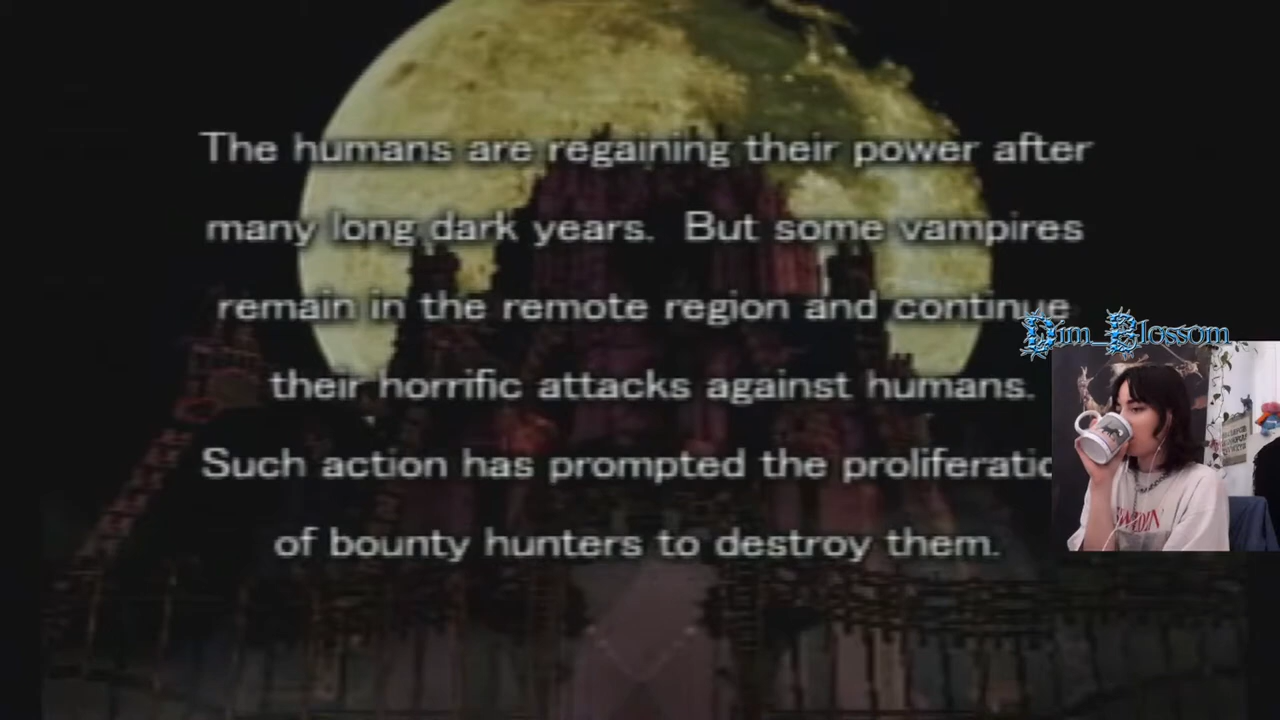 The humans are regaining their power after
many long dark years. But some vampires
remain in the remote region and continue
their horrific attacks against humans.
Such action has prompted the proliferatio
of bounty hunters to destroy them.
Dim_Blossom